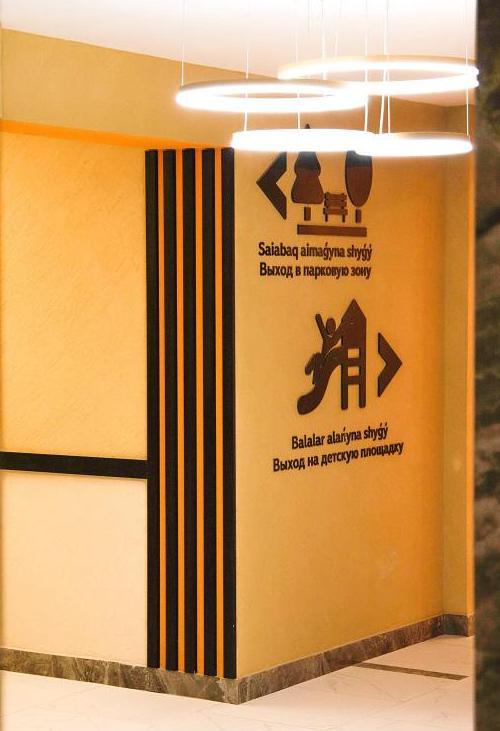 Saiabaq aimaǵyna shyǵý
Выход в парковую зону
Balalar alańyna shyǵý
Выход на детскую площадку